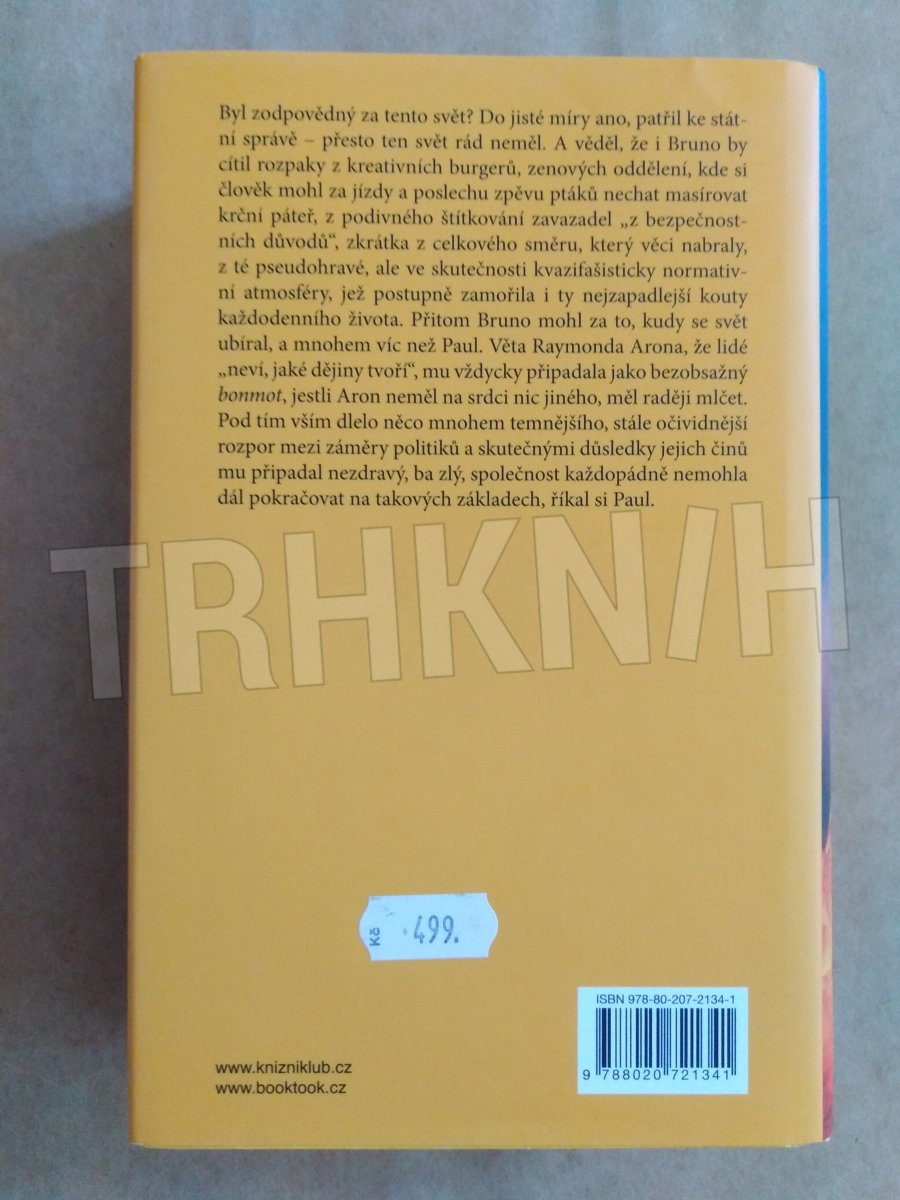 Byl zodpovědný za tento svět? Do jisté míry ano, patřil ke stát-
ní správě – přesto ten svět rád neměl. A věděl, že i Bruno by
cítil rozpaky z kreativních burgerů, zenových oddělení, kde si
člověk mohl za jízdy a poslechu zpěvu ptáků nechat masírovat
krční páteř, z podivného štítkování zavazadel „z bezpečnost-
ních důvodů“, zkrátka z celkového směru, který věci nabraly,
z té pseudohravé, ale ve skutečnosti kvazifašisticky normativ-
ní atmosféry, jež postupně zamořila i ty nejzapadlejší kouty
každodenního života. Přitom Bruno mohl za to, kudy se svět
ubíral, a mnohem víc než Paul. Věta Raymonda Arona, že lidé
„neví, jaké dějiny tvoří“, mu vždycky připadala jako bezobsažný
bonmot, jestli Aron neměl na srdci nic jiného, měl raději mlčet.
Pod tím vším dlelo něco mnohem temnějšího, stále očividnější
rozpor mezi záměry politiků a skutečnými důsledky jejich činů
mu připadal nezdravý, ba zlý, společnost každopádně nemohla
dál pokračovat na takových základech, říkal si Paul.
TRHKN/H
Kč 499.
ISBN 978-80-207-2134-1
9 788020 721341
www.knizniklub.cz
www.booktook.cz